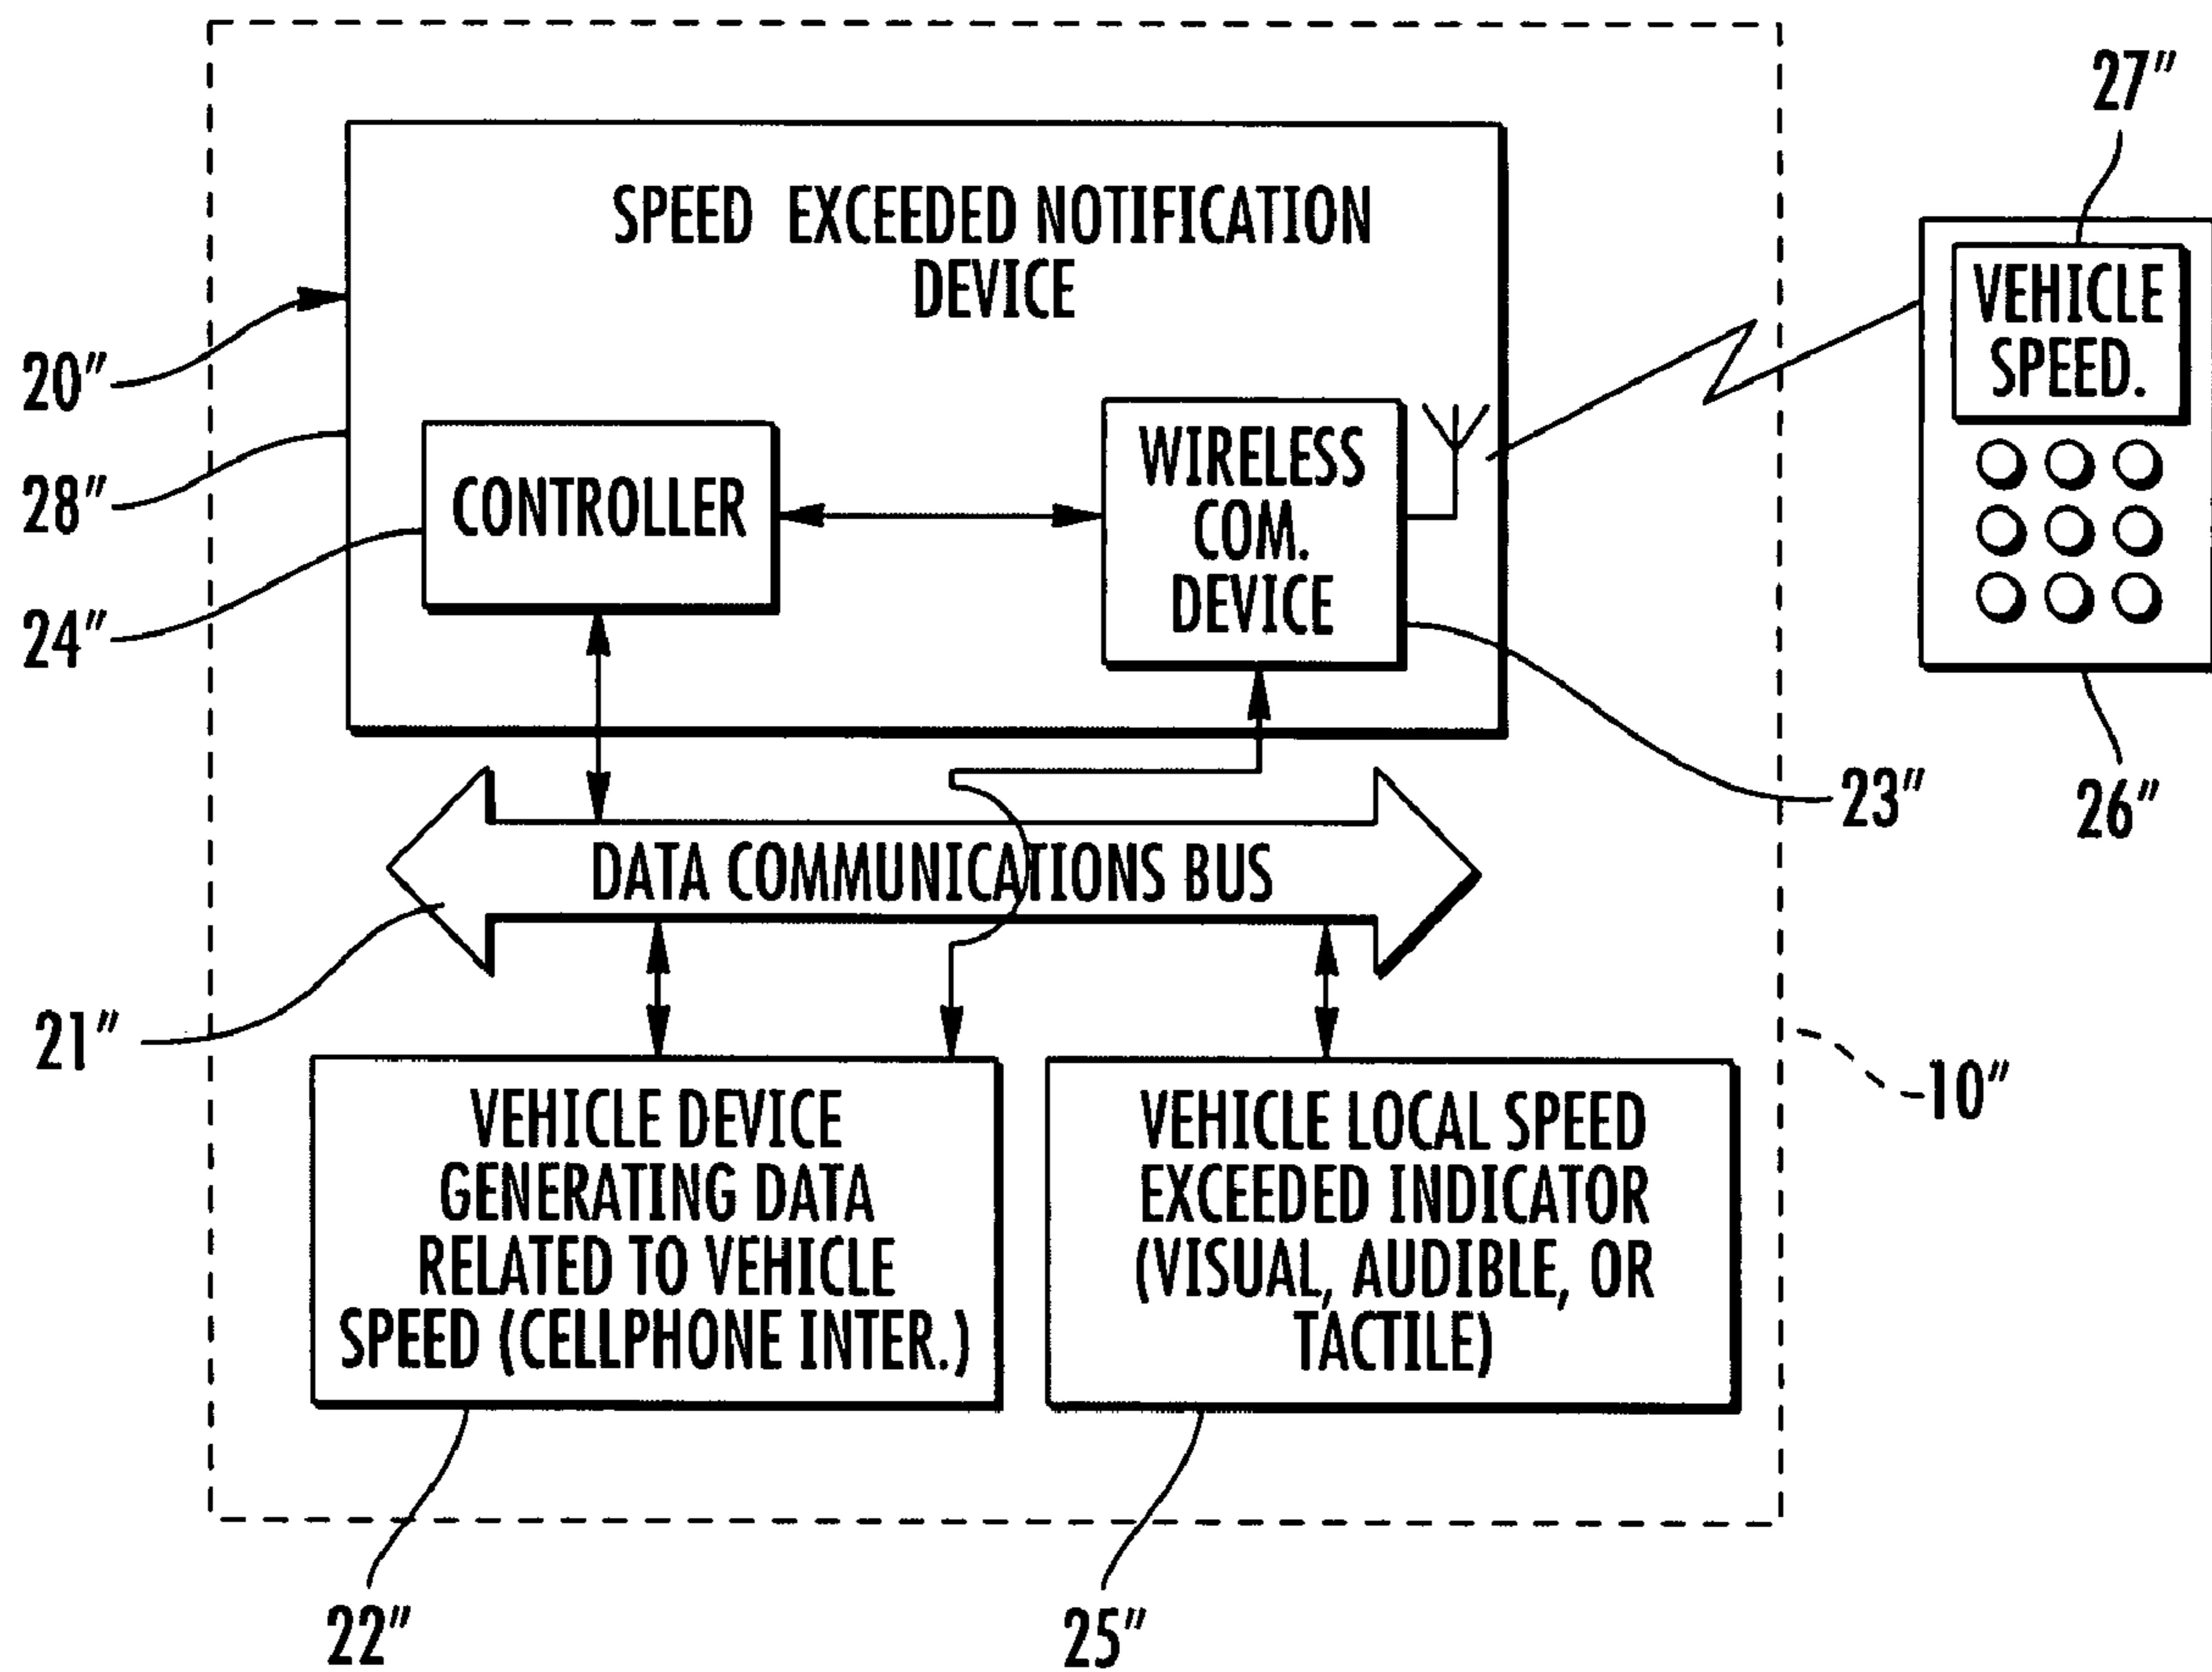 27"
SPEED EXCEEDED NOTIFICATION
DEVICE
VEHICLE
SPEED.
20"
28"
24"
CONTROLLER
WIRELESS
COM.
DEVICE
23"
26"
DATA COMMUNICATIONS BUS
21"
10"
VEHICLE DEVICE
GENERATING DATA
RELATED TO VEHICLE
SPEED (CELLPHONE INTER.)
VEHICLE LOCAL SPEED
EXCEEDED INDICATOR
(VISUAL, AUDIBLE, OR
TACTILE)
22"
25"